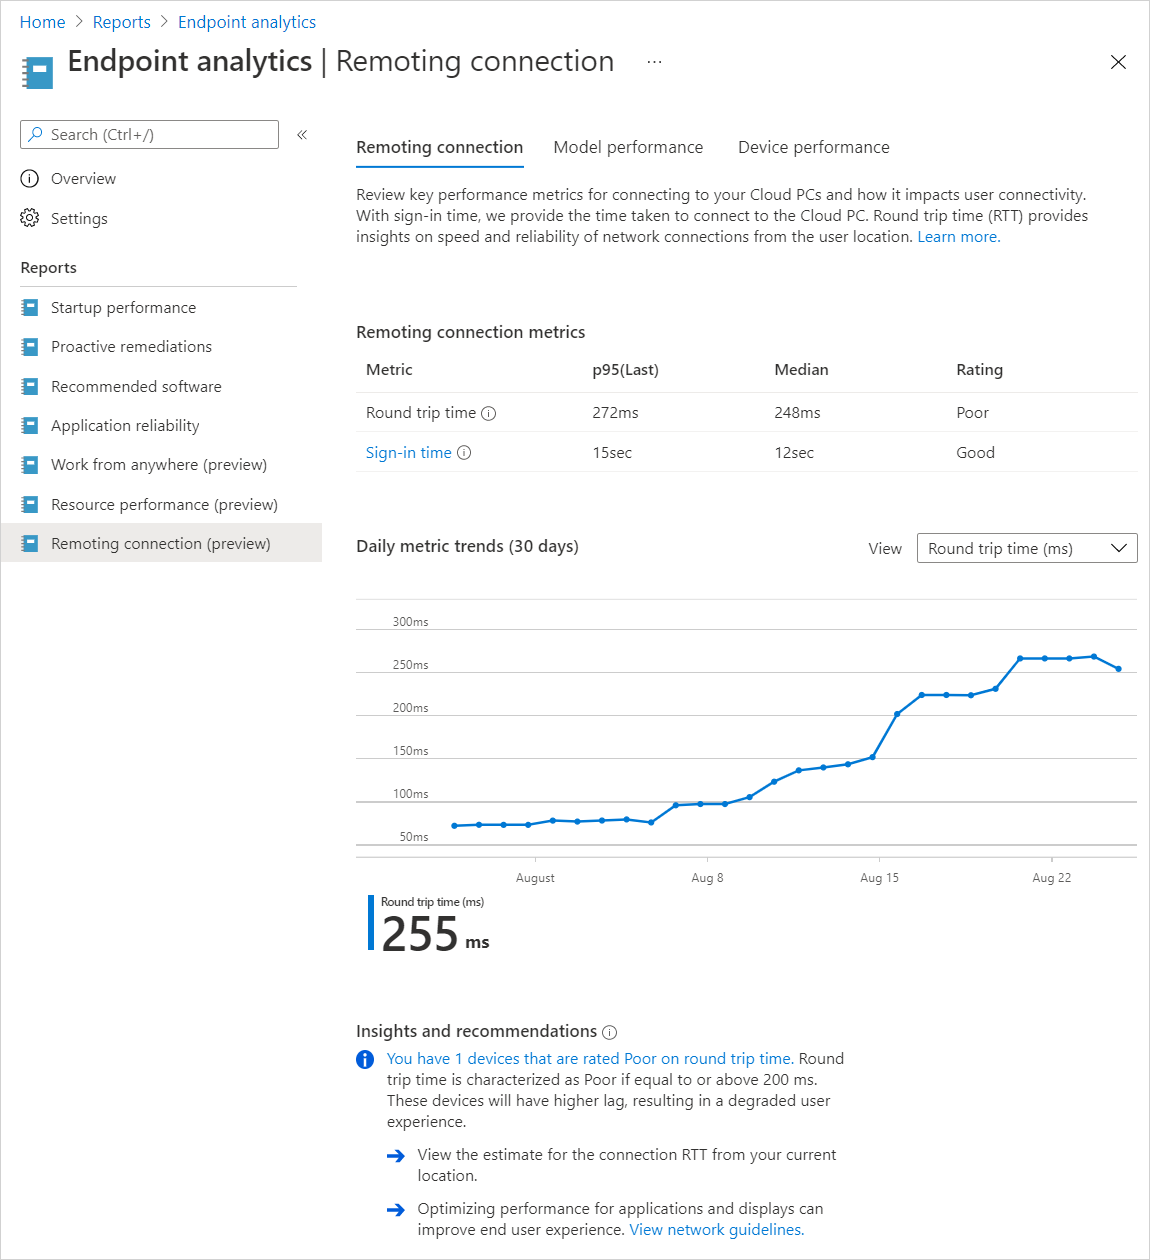 Home > Reports > Endpoint analytics
Endpoint analytics | Remoting connection ...
Search (Ctrl+/)
«
Overview
Settings
Reports
Startup performance
Proactive remediations
Recommended software
Application reliability
Work from anywhere (preview)
Resource performance (preview)
Remoting connection (preview)
Remoting connection Model performance Device performance
Review key performance metrics for connecting to your Cloud PCs and how it impacts user connectivity.
With sign-in time, we provide the time taken to connect to the Cloud PC. Round trip time (RTT) provides
insights on speed and reliability of network connections from the user location. Learn more.
Remoting connection metrics
Metric p95(Last) Median Rating
Round trip time 272ms 248ms Poor
Sign-in time 15sec 12sec Good
Daily metric trends (30 days)
View Round trip time (ms)
300ms
250ms
200ms
150ms
100ms
50ms
August Aug 8 Aug 15 Aug 22
Round trip time (ms)
255 ms
Insights and recommendations
You have 1 devices that are rated Poor on round trip time. Round
trip time is characterized as Poor if equal to or above 200 ms.
These devices will have higher lag, resulting in a degraded user
experience.
View the estimate for the connection RTT from your current
location.
Optimizing performance for applications and displays can
improve end user experience. View network guidelines.